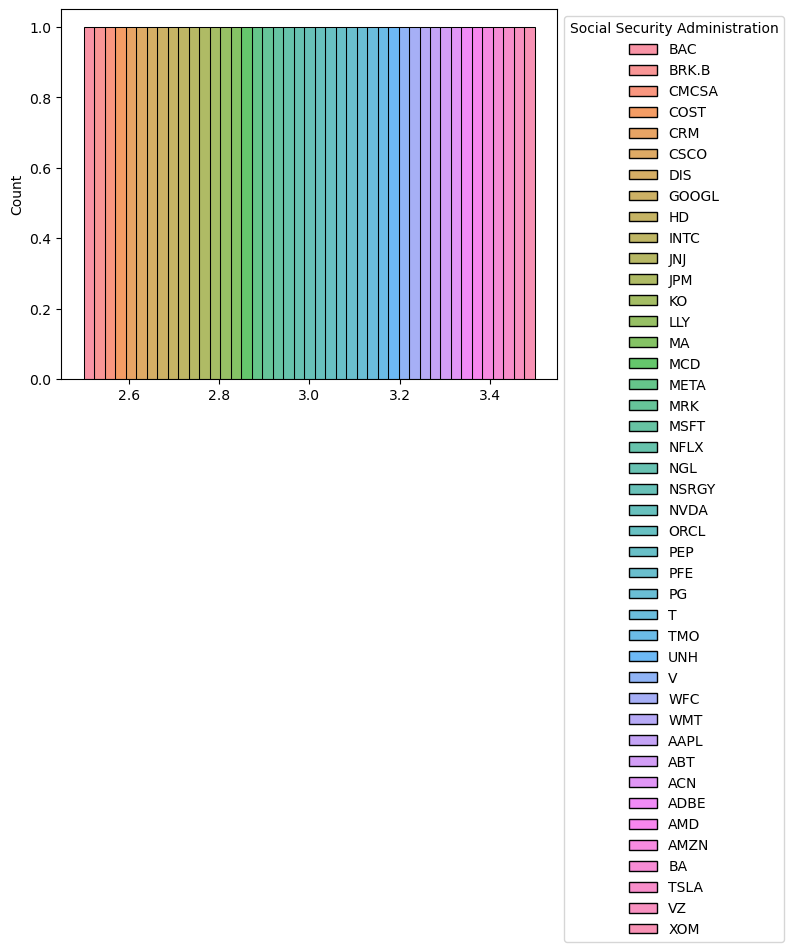 1.0
0.8
0.6
0.4
0.2
0.0
Count
2.6 2.8 3.0 3.2 3.4
Social Security Administration
BAC
BRK.B
CMCSA
COST
CRM
CSCO
DIS
GOOGL
HD
INTC
JNJ
JPM
KO
LLY
MA
MCD
META
MRK
MSFT
NFLX
NGL
NSRGY
NVDA
ORCL
PEP
PFE
PG
T
TMO
UNH
V
WFC
WMT
AAPL
ABT
ACN
ADBE
AMD
AMZN
BA
TSLA
VZ
XOM